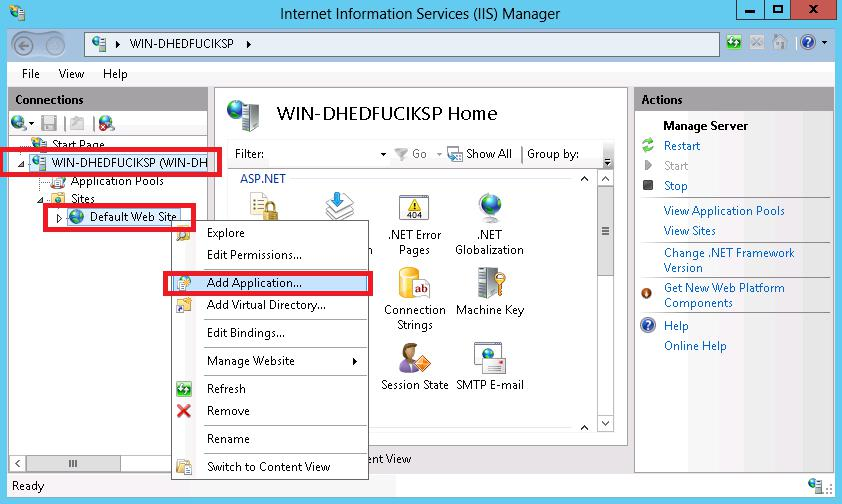 Internet Information Services (IIS) Manager
WIN-DHEDFUCIKSP
File View Help
Connections
Start Page
WIN-DHEDFUCIKSP (WIN-DH
Application Pools
Sites
Default Web Site
Explore
Edit Permissions...
Add Application...
Add Virtual Directory...
Edit Bindings...
Manage Website
Refresh
Remove
Rename
Switch to Content View
WIN-DHEDFUCIKSP Home
Filter: Go Show All Group by:
ASP.NET
.NET Error
Pages
.NET
Globalization
Connection
Strings
Machine Key
Session State
SMTP E-mail
ent View
Actions
Manage Server
Restart
Start
Stop
View Application Pools
View Sites
Change .NET Framework
Version
Get New Web Platform
Components
Help
Online Help
Ready